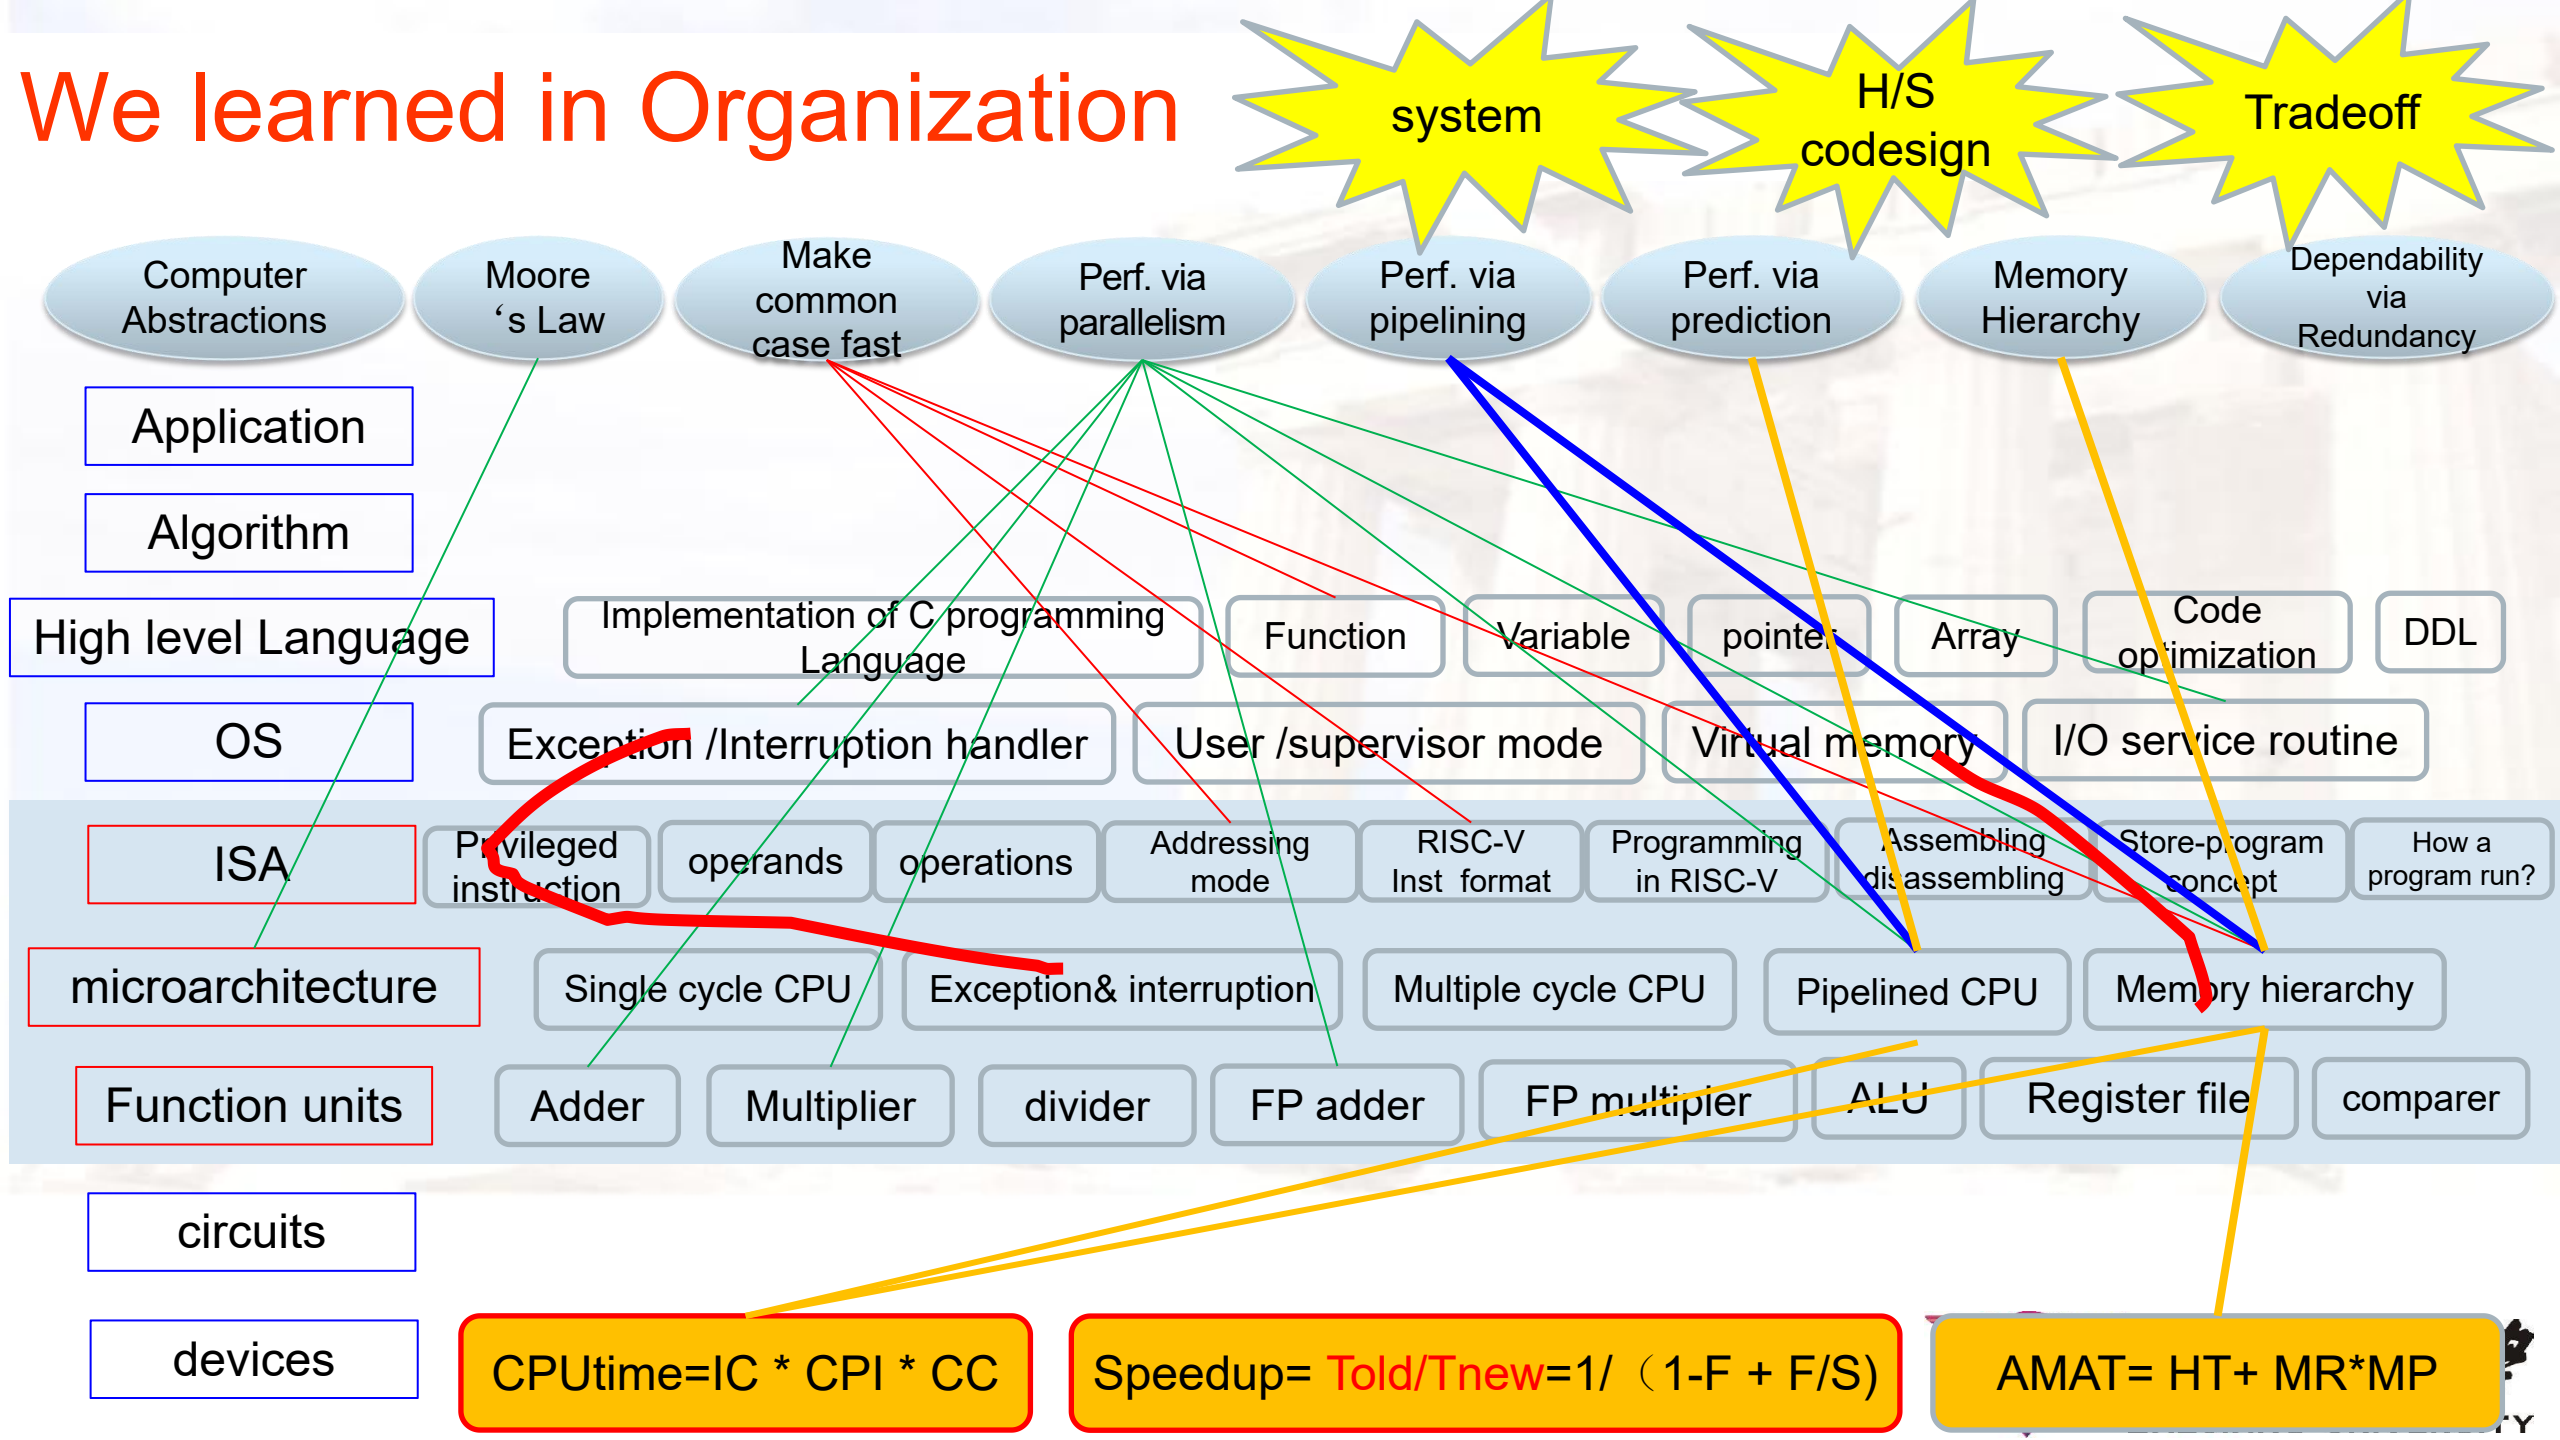 We learned in Organization
system
H/S
codesign
Tradeoff
Computer
Abstractions
Moore
‘s Law
Make
common
case fast
Perf. via
parallelism
Perf. via
pipelining
Perf. via
prediction
Memory
Hierarchy
Dependability
via
Redundancy
Application
Algorithm
High level Language
Implementation of C programming
Language
Function
Variable
pointer
Array
Code
optimization
DDL
OS
Exception /Interruption handler
User /supervisor mode
Virtual memory
I/O service routine
ISA
Privileged
instruction
operands
operations
Addressing
mode
RISC-V
Inst format
Programming
in RISC-V
Assembling
disassembling
Store-program
concept
How a
program run?
microarchitecture
Single cycle CPU
Exception& interruption
Multiple cycle CPU
Pipelined CPU
Memory hierarchy
Function units
Adder
Multiplier
divider
FP adder
FP multipier
ALU
Register file
comparer
circuits
devices
CPUtime=IC * CPI * CC
Speedup= Told/Tnew=1/（1-F + F/S)
AMAT= HT+ MR*MP